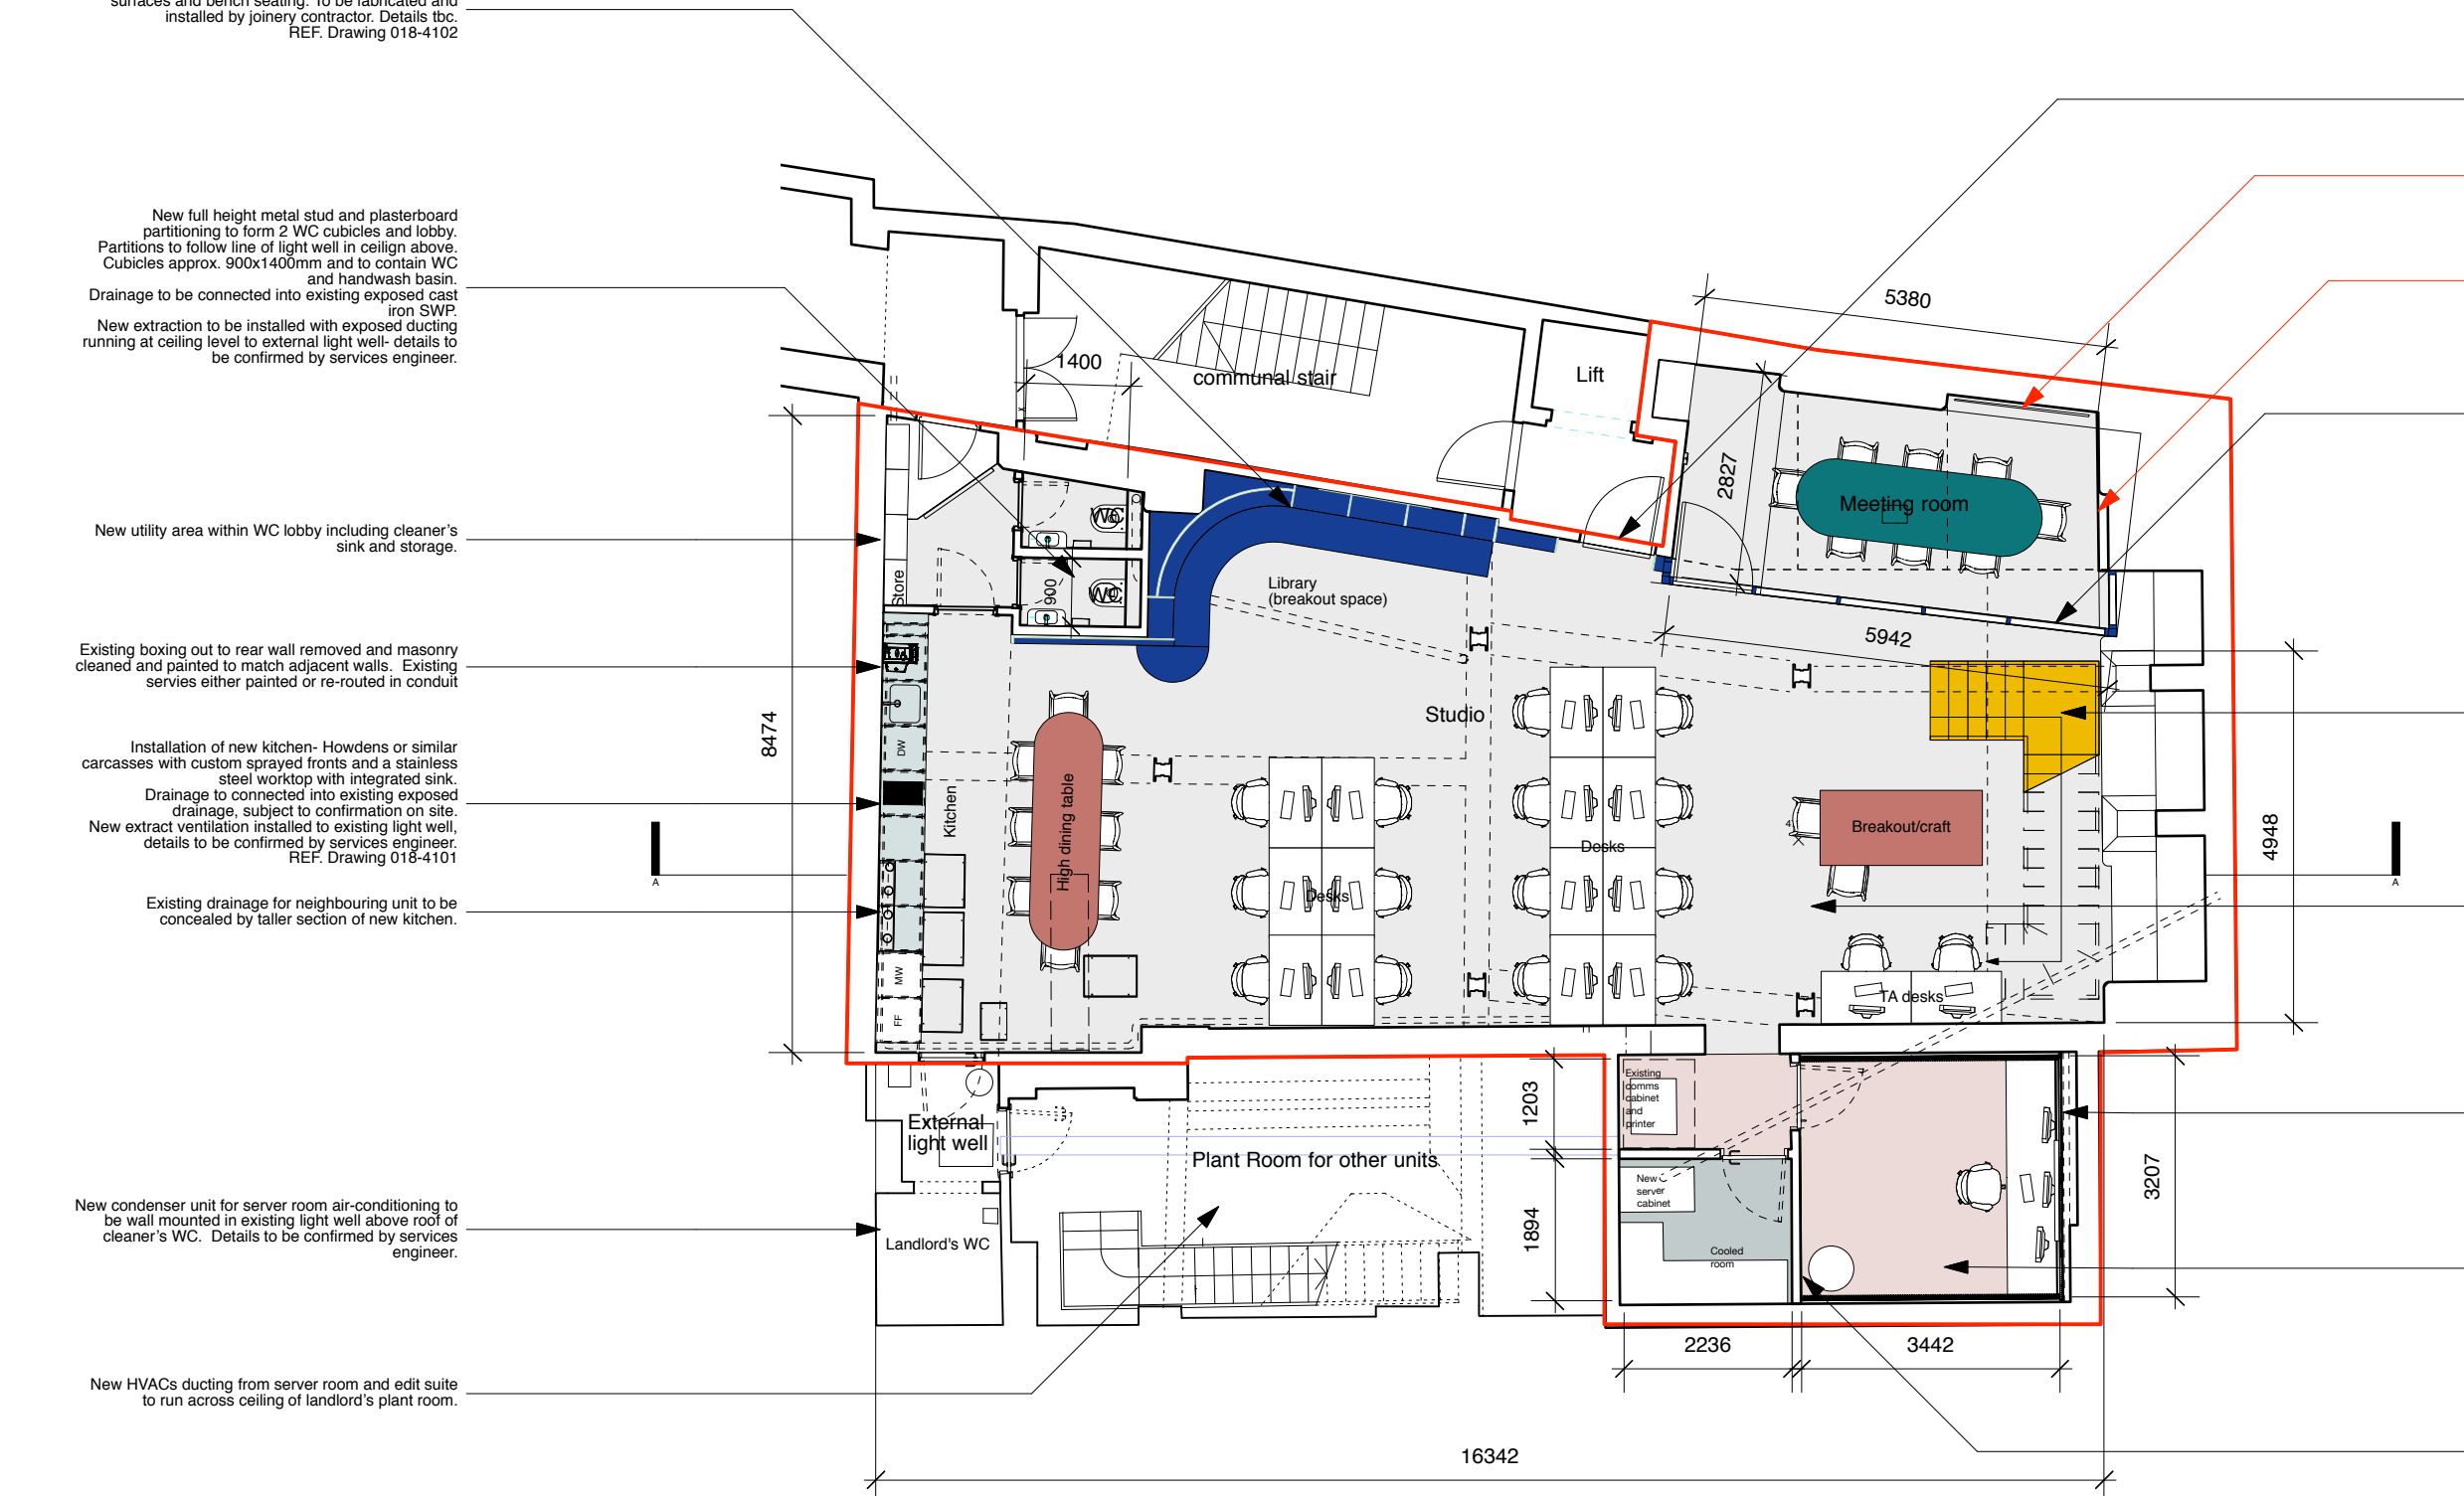 surfaces and bench seating. To be fabricated and
installed by joinery contractor. Details tbc.
REF. Drawing 018-4102
New full height metal stud and plasterboard
partitioning to form 2 WC cubicles and lobby.
Partitions to follow line of light well in ceilign above.
Cubicles approx. 900x1400mm and to contain WC
and handwash basin.
Drainage to be connected into existing exposed cast
iron SWP.
New extraction to be installed with exposed ducting
running at ceiling level to external light well- details to
be confirmed by services engineer.
New utility area within WC lobby including cleaner's
sink and storage.
Existing boxing out to rear wall removed and masonry
cleaned and painted to match adjacent walls. Existing
servies either painted or re-routed in conduit
Installation of new kitchen- Howdens or similar
carcasses with custom sprayed fronts and a stainless
steel worktop with integrated sink.
Drainage to connected into existing exposed
drainage, subject to confirmation on site.
New extract ventilation installed to existing light well,
details to be confirmed by services engineer.
REF. Drawing 018-4101
Existing drainage for neighbouring unit to be
concealed by taller section of new kitchen.
New condenser unit for server room air-conditioning to
be wall mounted in existing light well above roof of
cleaner's WC. Details to be confirmed by services
engineer.
New HVACs ducting from server room and edit suite
to run across ceiling of landlord's plant room.
5380
1400
communal stair
Lift
2827
Meeting room
WC
Store
900
WC
Library
(breakout space)
5942
8474
Studio
DW
Kitchen
High dining table
Desks
Desks
Breakout/craft
4
4948
A
A
MW
FF
TA desks
External
light well
Plant Room for other units
Landlord's WC
1203
1894
Existing
comms
cabinet
and
printer
New
server
cabinet
Cooled
room
3207
2236
3442
16342